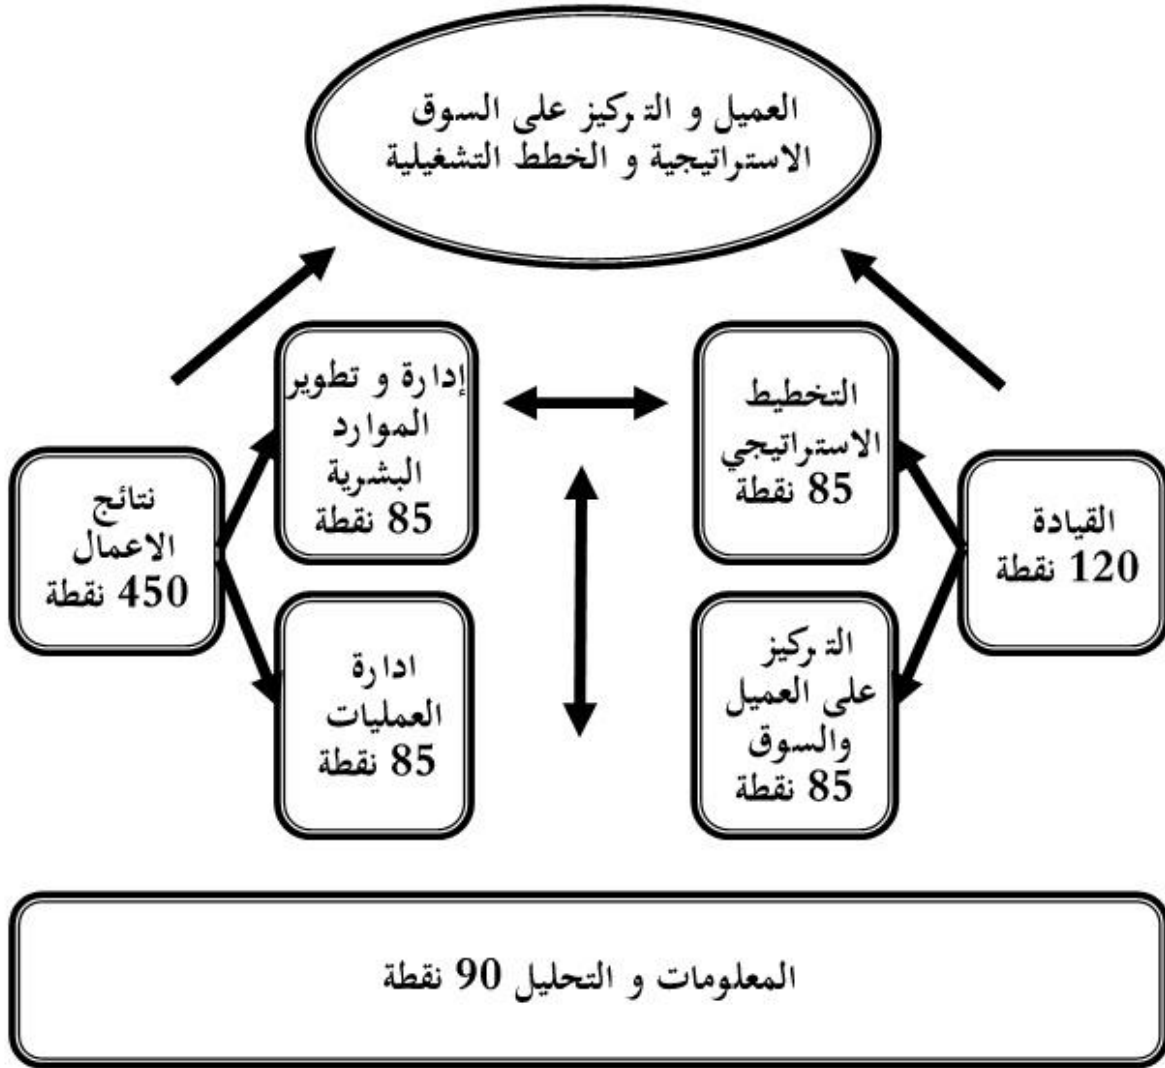 العميل و التركيز على السوق
الاستراتيجية و الخطط التشغيلية
التخطيط
الاستراتيجي
85 نقطة
إدارة و تطوير
الموارد
البشرية
85 نقطة
القيادة
120 نقطة
نتائج
الاعمال
450 نقطة
التركيز
على العميل
والسوق
85 نقطة
ادارة
العمليات
85 نقطة
المعلومات و التحليل 90 نقطة